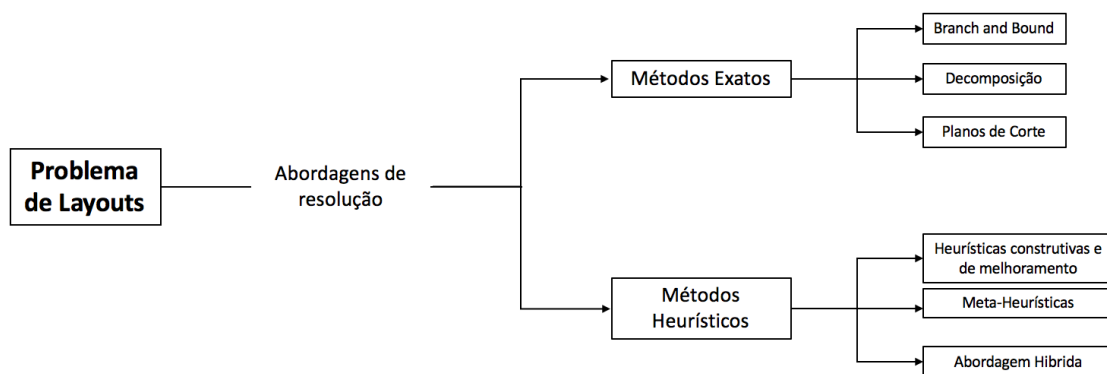 Problema
de Layouts
Abordagens de
resolução
Métodos Exatos
Branch and Bound
Decomposição
Planos de Corte
Métodos
Heurísticos
Heurísticas construtivas e
de melhoramento
Meta-Heurísticas
Abordagem Hibrida